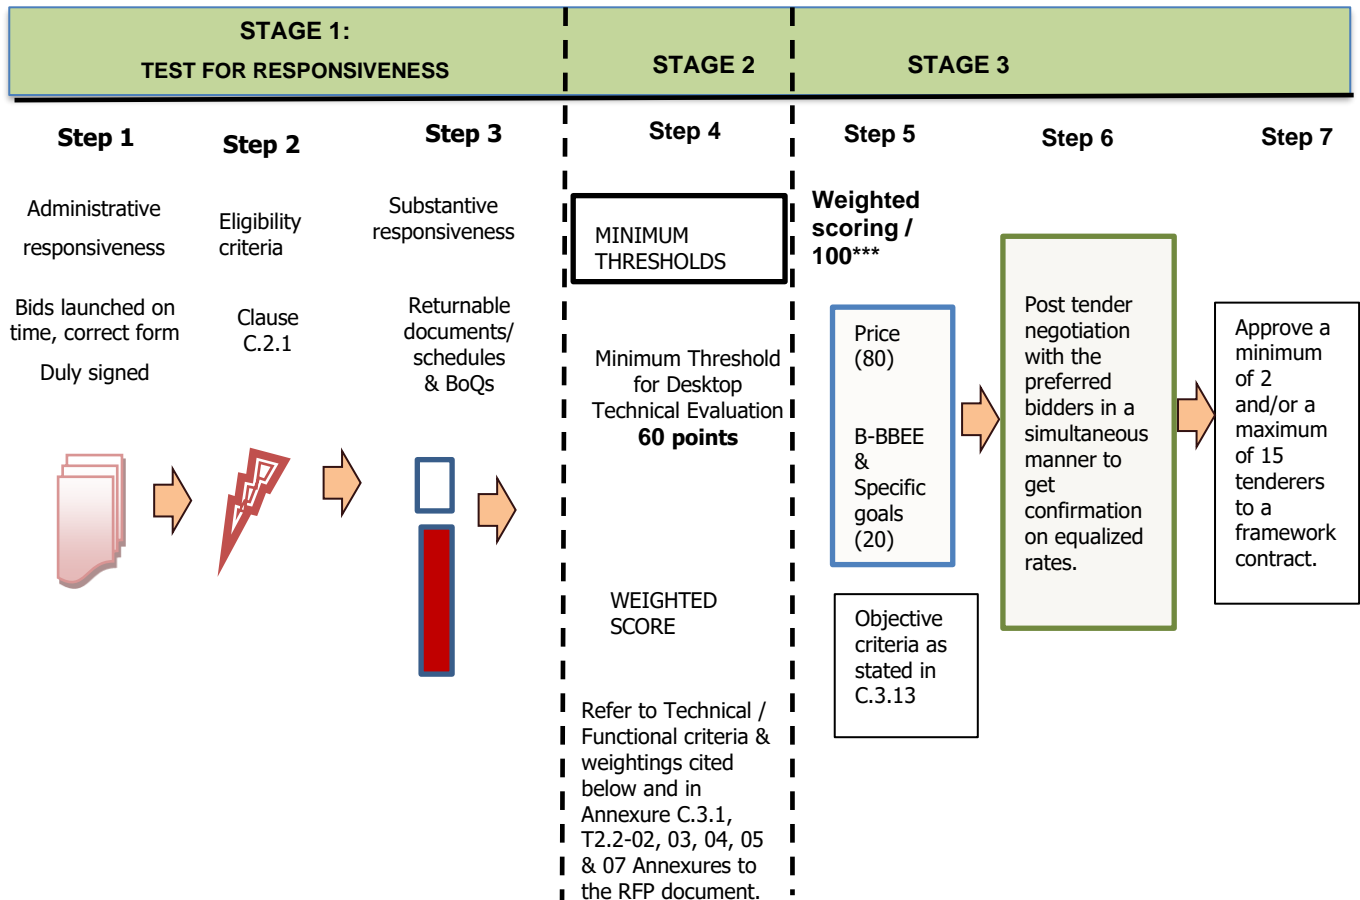 STAGE 1:
TEST FOR RESPONSIVENESS
STAGE 2
STAGE 3
Step 1
Administrative
responsiveness
Bids launched on
time, correct form
Duly signed
Step 2
Eligibility
criteria
Clause
C.2.1
Step 3
Substantive
responsiveness
Returnable
documents/
schedules
& BoQs
Step 4
MINIMUM
THRESHOLDS
Minimum Threshold
for Desktop
Technical Evaluation
60 points
WEIGHTED
SCORE
Refer to Technical /
Functional criteria &
weightings cited
below and in
Annexure C.3.1,
T2.2-02, 03, 04, 05
& 07 Annexures to
the RFP document.
Step 5
Weighted
scoring /
100***
Price
(80)
B-BBEE
&
Specific
goals
(20)
Objective
criteria as
stated in
C.3.13
Step 6
Post tender
negotiation
with the
preferred
bidders in a
simultaneous
manner to
get
confirmation
on equalized
rates.
Step 7
Approve a
minimum
of 2
and/or a
maximum
of 15
tenderers
to a
framework
contract.